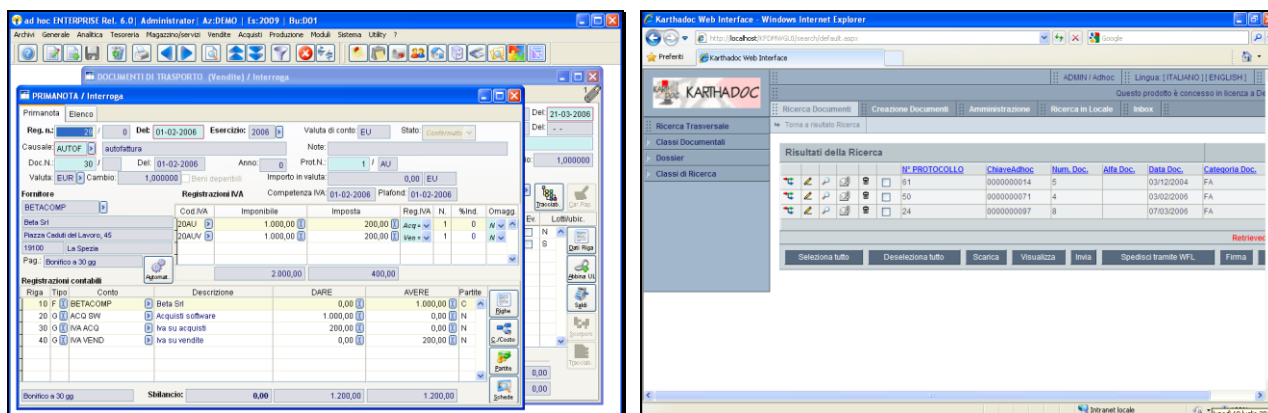 ad hoc ENTERPRISE Rel. 6.0| Administrator| Az:DEMO | Es:2009 | Bu:D01
Archivi Generale Analitica Tesoreria Magazzino/servizi Vendite Acquisti Produzione Moduli Sistema Utility ?
DOCUMENTI DI TRASPORTO (Vendite) / Interroga
PRIMANOTA / Interroga
Primanota Elenco
Del: 21-03-2006
Reg. n.: 29 / 0 Del: 01-02-2006 Esercizio: 2006 Valuta di conto: EU Stato: Confermato
Del: - -
Causale: AUTOF autofattura Note:
Doc.N.: 30 / Del: 01-02-2006 Anno: 0 Prot.N.: 1 / AU
1,000000
Valuta: EUR Cambio: 1,000000 Beni deperibili Importo in valuta: 0,00 EU
Fornitore Registrazioni IVA Competenza IVA: 01-02-2006 Plafond: 01-02-2006
BETACOMP
Cod.IVA Imponibile Imposta Reg.IVA N. %Ind. Omagg.
Beta Srl
20AU 1.000,00 200,00 Acq+ 1 0 N
Piazza Caduti del Lavoro, 45
20AUV 1.000,00 200,00 Ven+ 1 0 N
19100 La Spezia
Pag.: Bonifico a 30 gg
Automat.
2.000,00 400,00
Registrazioni contabili
Riga Tipo Conto Descrizione DARE AVERE Partite
10 F BETACOMP Beta Srl 0,00 1.000,00 C
20 G ACQ SW Acquisti software 1.000,00 0,00 N
30 G IVA ACQ Iva su acquisti 200,00 0,00 N
40 G IVA VEND Iva su vendite 0,00 200,00 N
Righe
C./Costo
Partite
Schede
Bonifico a 30 gg Sbilancio: 0,00 1.200,00 1.200,00
Tracciab. Car.Rap.
Ev. Lotti/ubic.
N
S
Dati Riga
Abbina UL
Saldi
0,00
0,00
Karthadoc Web Interface - Windows Internet Explorer
Google
Preferiti Karthadoc Web Interface
KARTHADOC
ADMIN / Adhoc Lingua: [ ITALIANO ] [ ENGLISH ]
Questo prodotto è concesso in licenza a De
Ricerca Documenti Creazione Documenti Amministrazione Ricerca in Locale Inbox
Torna a risultato Ricerca
Ricerca Trasversale
Classi Documentali
Dossier
Classi di Ricerca
Risultati della Ricerca
N° PROTOCOLLO ChiaveAdhoc Num. Doc. Alfa Doc. Data Doc. Categoria Doc.
61 0000000014 5 03/12/2004 FA
50 0000000071 4 03/02/2006 FA
24 0000000097 8 07/03/2006 FA
Retrieved
Seleziona tutto Deseleziona tutto Scarica Visualizza Invia Spedisci tramite WFL Firma
Intranet locale